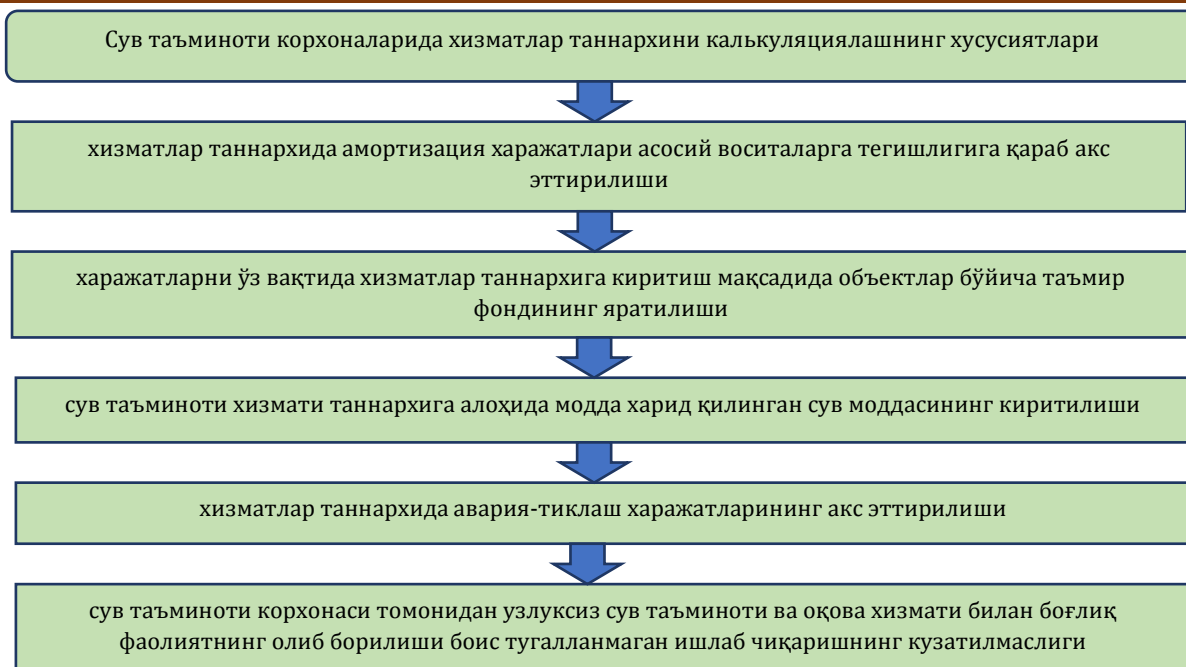 Сув таъминоти корхоналарида хизматлар таннархини калькуляциялашнинг хусусиятлари
хизматлар таннархида амортизация харажатлари асосий воситаларга тегишлигига қараб акс
эттирилиши
харажатларни ўз вақтида хизматлар таннархига киритиш мақсадида объектлар бўйича таъмир
фондининг яратилиши
сув таъминоти хизмати таннархига алоҳида модда харид қилинган сув моддасининг киритилиши
хизматлар таннархида авария-тиклаш харажатларининг акс эттирилиши
сув таъминоти корхонаси томонидан узлуксиз сув таъминоти ва оқова хизмати билан боғлиқ
фаолиятнинг олиб борилиши боис тугалланмаган ишлаб чиқаришнинг кузатилмаслиги